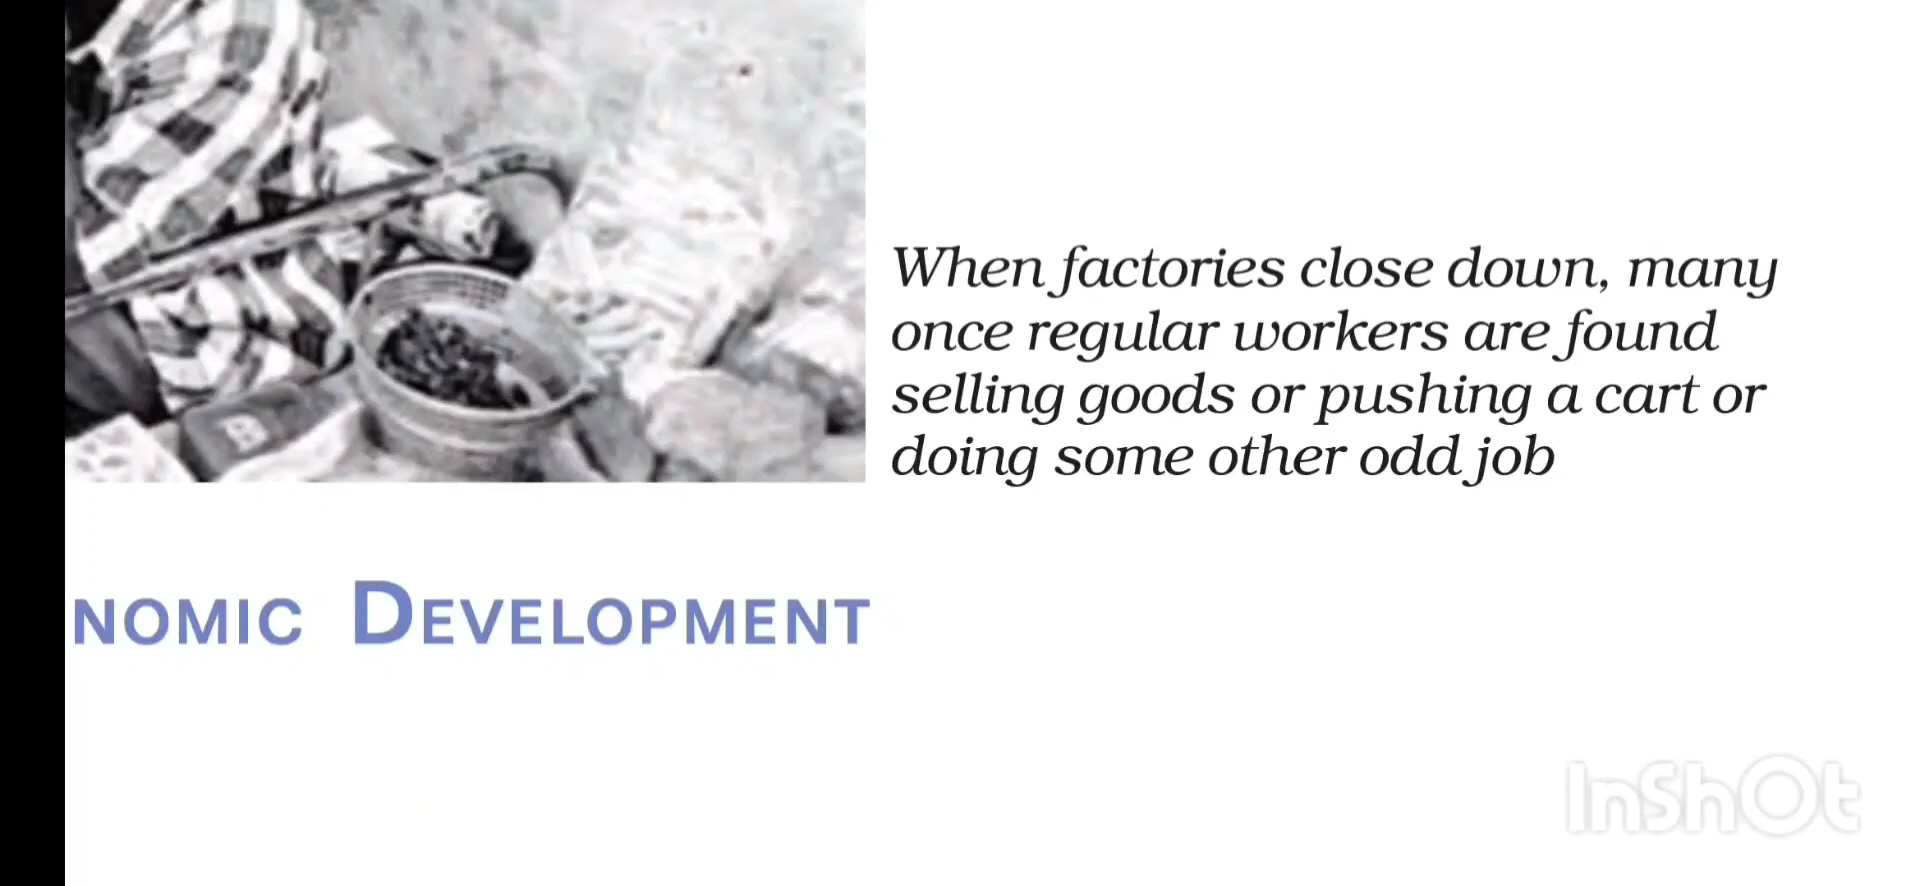 When factories close down, many
once regular workers are found
selling goods or pushing a cart or
doing some other odd job
NOMIC DEVELOPMENT
InShOt